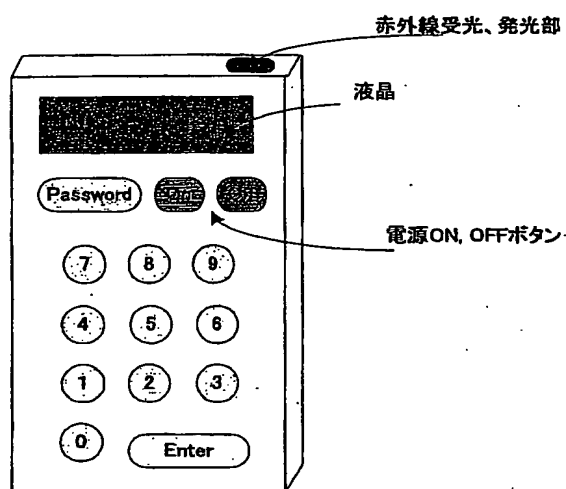 赤外線受光、発光部
液晶
Password
電源ON, OFFボタン
7 8 9
4 5 6
1 2 3
0 Enter